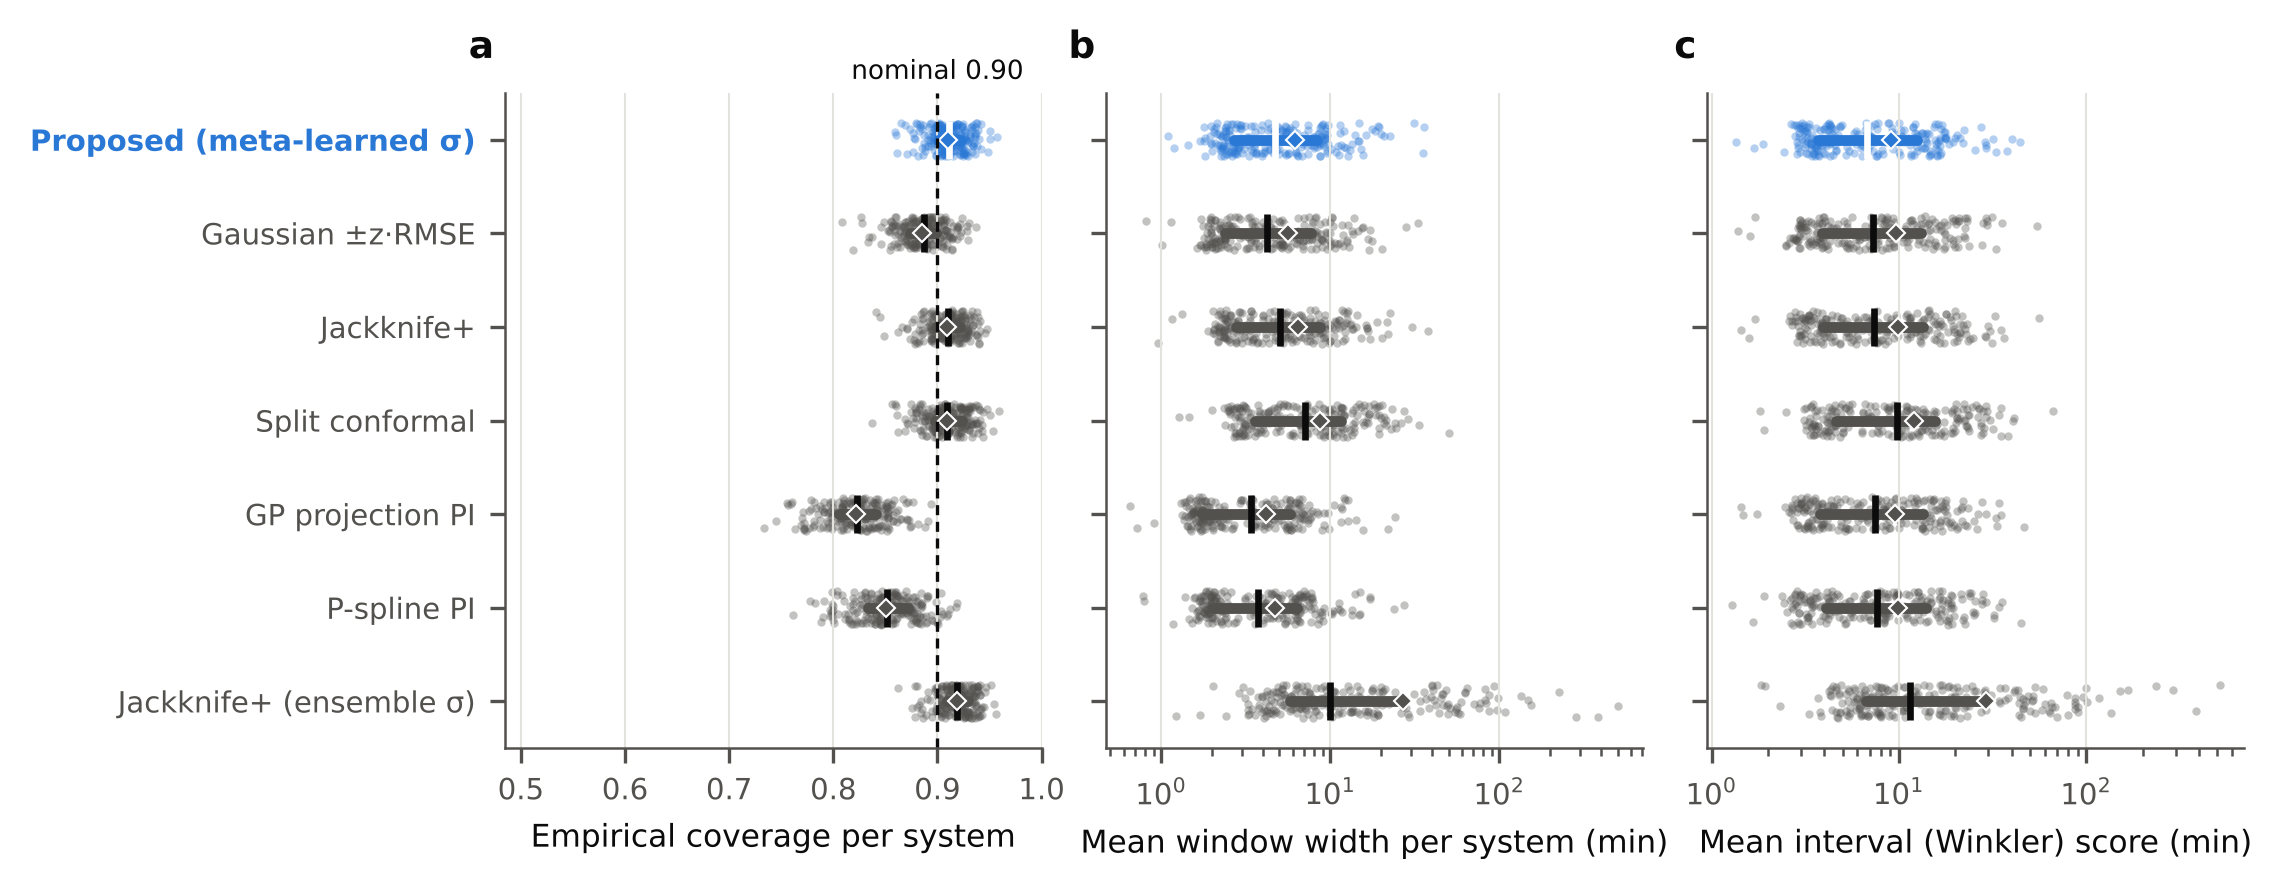 a
b
c
nominal 0.90
Proposed (meta-learned σ)
Gaussian ±z·RMSE
Jackknife+
Split conformal
GP projection PI
P-spline PI
Jackknife+ (ensemble σ)
0.5 0.6 0.7 0.8 0.9 1.0
Empirical coverage per system
10⁰ 10¹ 10²
Mean window width per system (min)
10⁰ 10¹ 10²
Mean interval (Winkler) score (min)